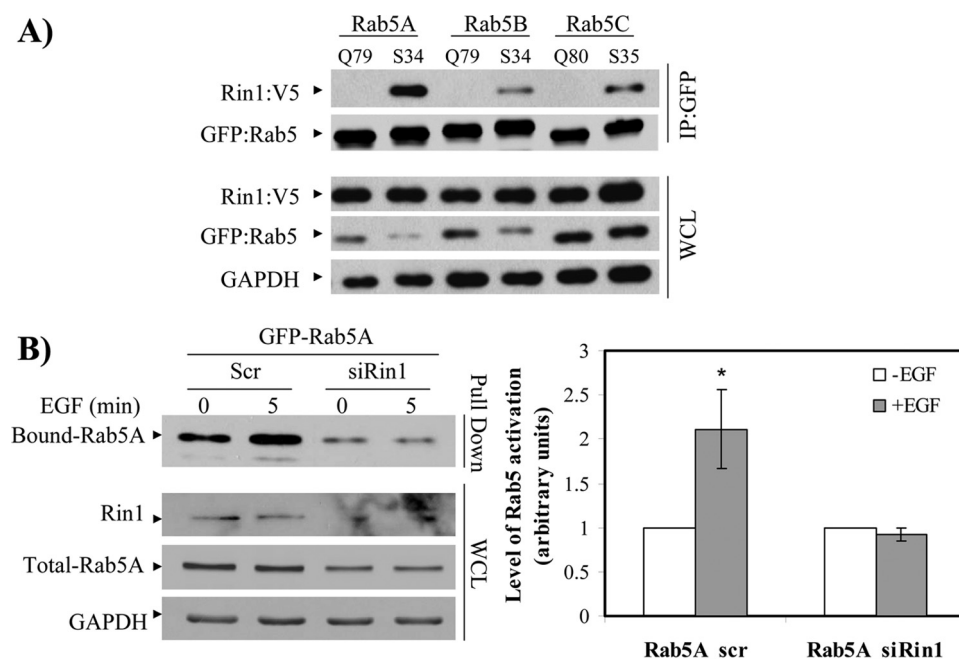 A)
Rab5A Rab5B Rab5C
Q79 S34 Q79 S34 Q80 S35
Rin1:V5
GFP:Rab5
IP:GFP
Rin1:V5
GFP:Rab5
GAPDH
WCL
B)
GFP-Rab5A
Scr siRin1
EGF (min) 0 5 0 5
Bound-Rab5A
Pull Down
Rin1
Total-Rab5A
GAPDH
WCL
Level of Rab5 activation
(arbitrary units)
3
2.5
2
1.5
1
0.5
0
*
-EGF
+EGF
Rab5A scr Rab5A siRin1